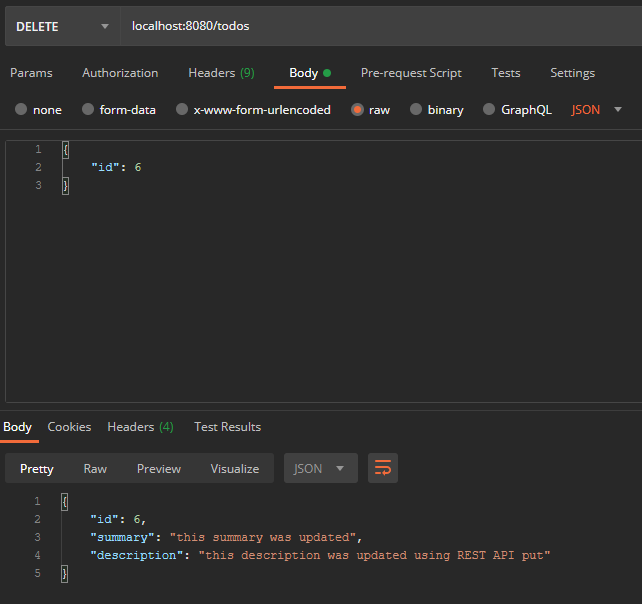 DELETE localhost:8080/todos
Params Authorization Headers (9) Body Pre-request Script Tests Settings
none form-data x-www-form-urlencoded raw binary GraphQL JSON
1 {
2 "id": 6
3 }
Body Cookies Headers (4) Test Results
Pretty Raw Preview Visualize JSON
1 {
2 "id": 6,
3 "summary": "this summary was updated",
4 "description": "this description was updated using REST API put"
5 }